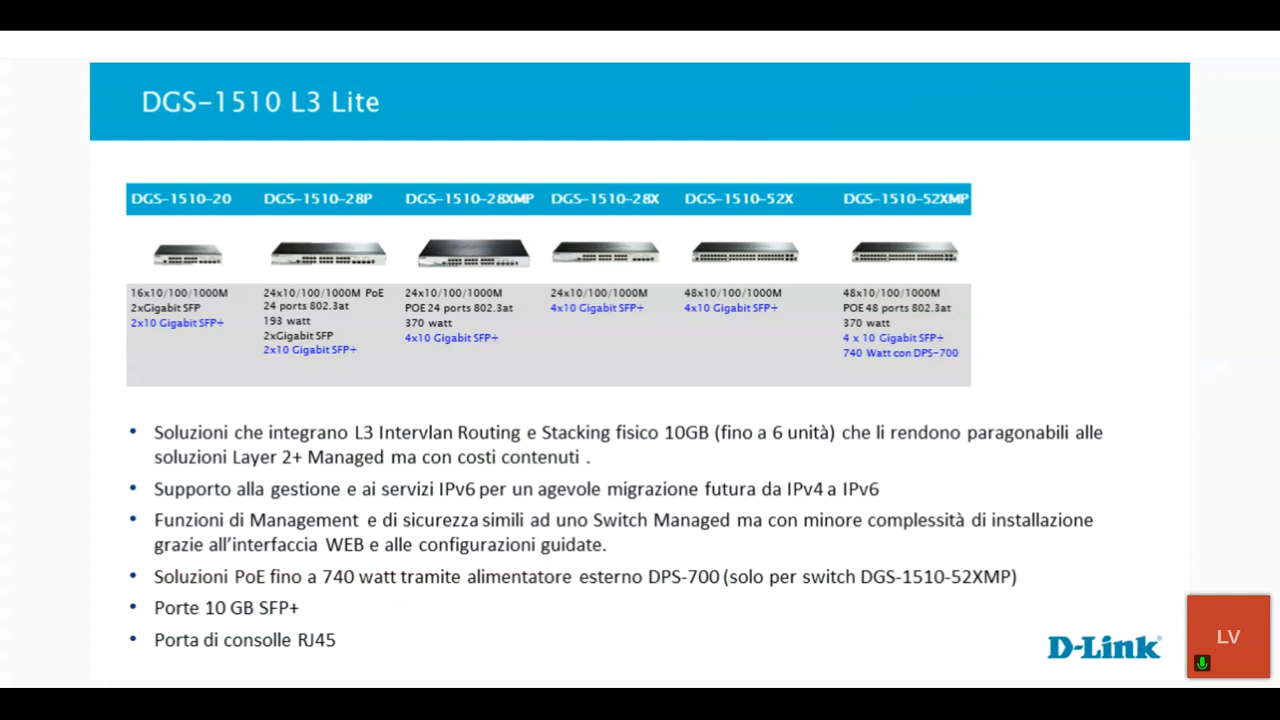 DGS-1510 L3 Lite
DGS-1510-20 DGS-1510-28P DGS-1510-28XMP DGS-1510-28X DGS-1510-52X DGS-1510-52XMP
16x10/100/1000M
2xGigabit SFP
2x10 Gigabit SFP+
24x10/100/1000M PoE
24 ports 802.3at
193 watt
2xGigabit SFP
2x10 Gigabit SFP+
24x10/100/1000M
POE 24 ports 802.3at
370 watt
4x10 Gigabit SFP+
24x10/100/1000M
4x10 Gigabit SFP+
48x10/100/1000M
4x10 Gigabit SFP+
48x10/100/1000M
POE 48 ports 802.3at
370 watt
4 x 10 Gigabit SFP+
740 Watt con DPS-700
• Soluzioni che integrano L3 Intervlan Routing e Stacking fisico 10GB (fino a 6 unità) che li rendono paragonabili alle
soluzioni Layer 2+ Managed ma con costi contenuti .
• Supporto alla gestione e ai servizi IPv6 per un agevole migrazione futura da IPv4 a IPv6
• Funzioni di Management e di sicurezza simili ad uno Switch Managed ma con minore complessità di installazione
grazie all'interfaccia WEB e alle configurazioni guidate.
• Soluzioni PoE fino a 740 watt tramite alimentatore esterno DPS-700 (solo per switch DGS-1510-52XMP)
• Porte 10 GB SFP+
• Porta di consolle RJ45
D-Link®
LV